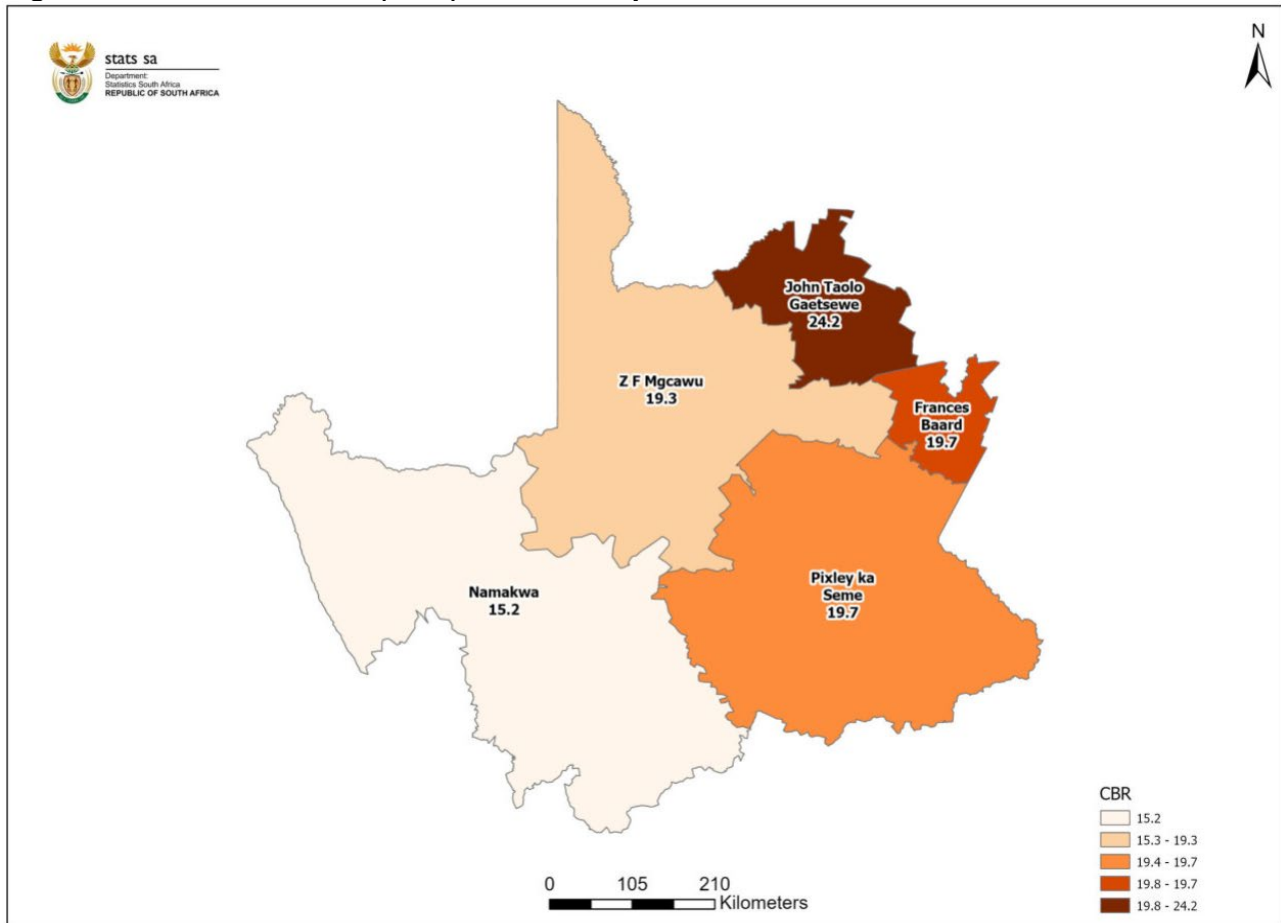 stats sa
Department:
Statistics South Africa
REPUBLIC OF SOUTH AFRICA
N
John Taolo
Gaetsewe
24.2
Z F Mgcawu
19.3
Frances
Baard
19.7
Namakwa
15.2
Pixley ka
Seme
19.7
CBR
15.2
15.3 - 19.3
19.4 - 19.7
19.8 - 19.7
19.8 - 24.2
0 105 210
Kilometers